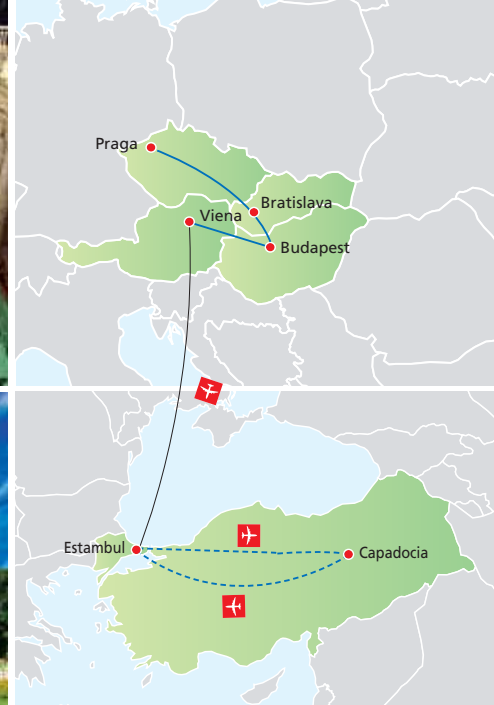 Praga
Bratislava
Viena
Budapest
Estambul
Capadocia